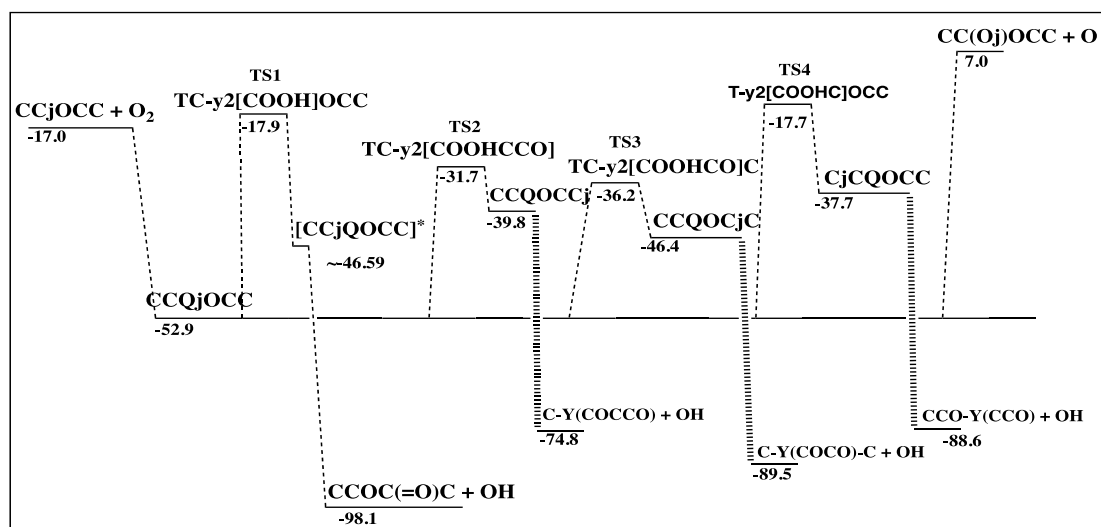 CC(Oj)OCC + O
7.0
TS1
TC-y2[COOH]OCC
-17.9
TS4
T-y2[COOHC]OCC
-17.7
CCjOCC + O2
-17.0
TS2
TC-y2[COOHCCO]
-31.7
TS3
TC-y2[COOHCO]C
-36.2
CCQOCCj
-39.8
CjCQOCC
-37.7
[CCjQOCC]*
~-46.59
CCQOCjC
-46.4
CCQjOCC
-52.9
C-Y(COCCO) + OH
-74.8
CCO-Y(CCO) + OH
-88.6
C-Y(COCO)-C + OH
-89.5
CCOC(=O)C + OH
-98.1